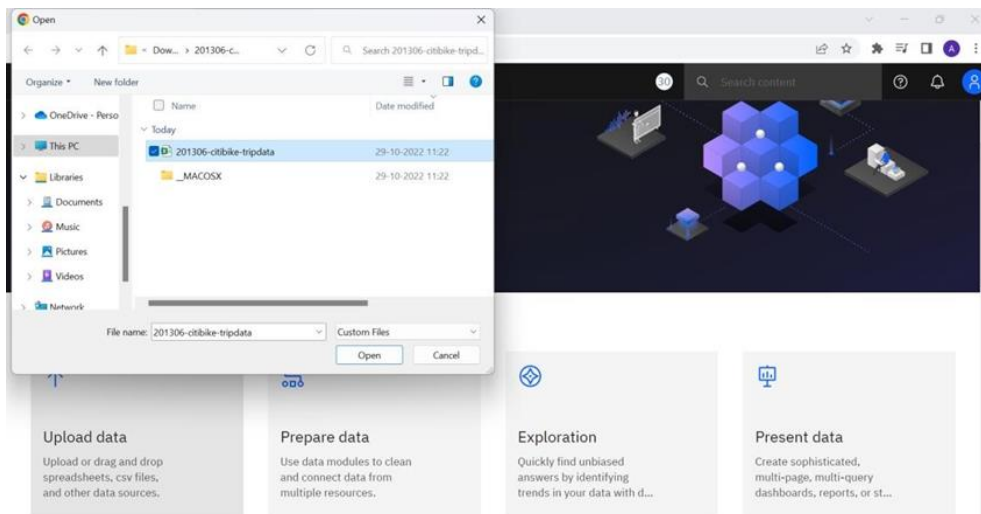 Open
Dow... > 201306-c...
Search 201306-citibike-tripd...
Organize
New folder
Name
Date modified
OneDrive - Perso
This PC
Libraries
Documents
Music
Pictures
Videos
Network
Today
201306-citibike-tripdata
29-10-2022 11:22
_MACOSX
29-10-2022 11:22
File name: 201306-citibike-tripdata
Custom Files
Open
Cancel
A
30
Search content
Upload data
Upload or drag and drop
spreadsheets, csv files,
and other data sources.
Prepare data
Use data modules to clean
and connect data from
multiple resources.
Exploration
Quickly find unbiased
answers by identifying
trends in your data with d...
Present data
Create sophisticated,
multi-page, multi-query
dashboards, reports, or st...